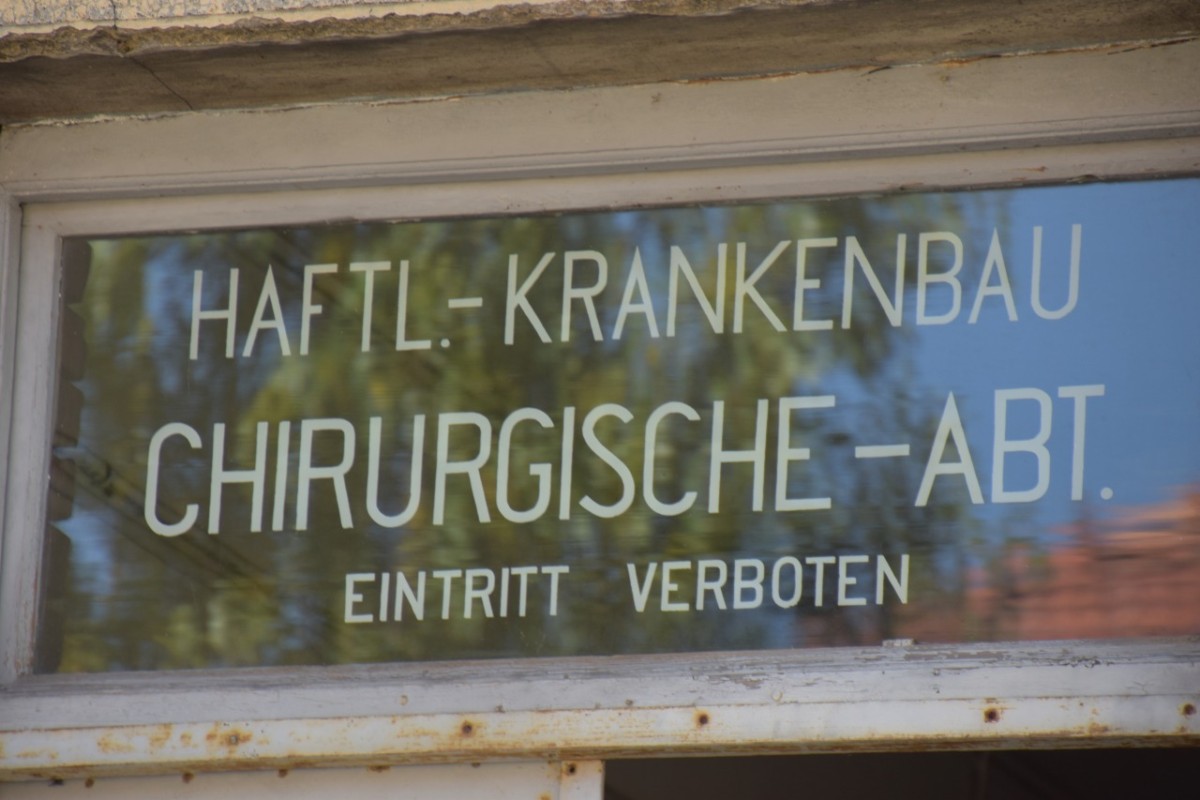 HAFTL.-KRANKENBAU
CHIRURGISCHE-ABT.
EINTRITT VERBOTEN